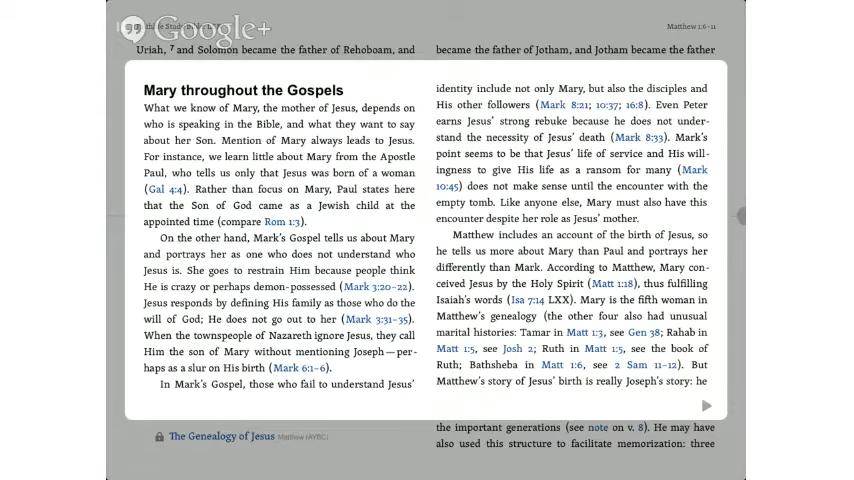 Google+
Matthew 1:6–11
Uriah, 7 and Solomon became the father of Rehoboam, and
became the father of Jotham, and Jotham became the father
Mary throughout the Gospels
What we know of Mary, the mother of Jesus, depends on
who is speaking in the Bible, and what they want to say
about her Son. Mention of Mary always leads to Jesus.
For instance, we learn little about Mary from the Apostle
Paul, who tells us only that Jesus was born of a woman
(Gal 4:4). Rather than focus on Mary, Paul states here
that the Son of God came as a Jewish child at the
appointed time (compare Rom 1:3).
On the other hand, Mark's Gospel tells us about Mary
and portrays her as one who does not understand who
Jesus is. She goes to restrain Him because people think
He is crazy or perhaps demon-possessed (Mark 3:20–22).
Jesus responds by defining His family as those who do the
will of God; He does not go out to her (Mark 3:31–35).
When the townspeople of Nazareth ignore Jesus, they call
Him the son of Mary without mentioning Joseph—per-
haps as a slur on His birth (Mark 6:1–6).
In Mark's Gospel, those who fail to understand Jesus'
identity include not only Mary, but also the disciples and
His other followers (Mark 8:21; 10:37; 16:8). Even Peter
earns Jesus' strong rebuke because he does not under-
stand the necessity of Jesus' death (Mark 8:33). Mark's
point seems to be that Jesus' life of service and His will-
ingness to give His life as a ransom for many (Mark
10:45) does not make sense until the encounter with the
empty tomb. Like anyone else, Mary must also have this
encounter despite her role as Jesus' mother.
Matthew includes an account of the birth of Jesus, so
he tells us more about Mary than Paul and portrays her
differently than Mark. According to Matthew, Mary con-
ceived Jesus by the Holy Spirit (Matt 1:18), thus fulfilling
Isaiah's words (Isa 7:14 LXX). Mary is the fifth woman in
Matthew's genealogy (the other four also had unusual
marital histories: Tamar in Matt 1:3, see Gen 38; Rahab in
Matt 1:5, see Josh 2; Ruth in Matt 1:5, see the book of
Ruth; Bathsheba in Matt 1:6, see 2 Sam 11–12). But
Matthew's story of Jesus' birth is really Joseph's story: he
The Genealogy of Jesus Matthew (AYBC)
the important generations (see note on v. 8). He may have
also used this structure to facilitate memorization: three